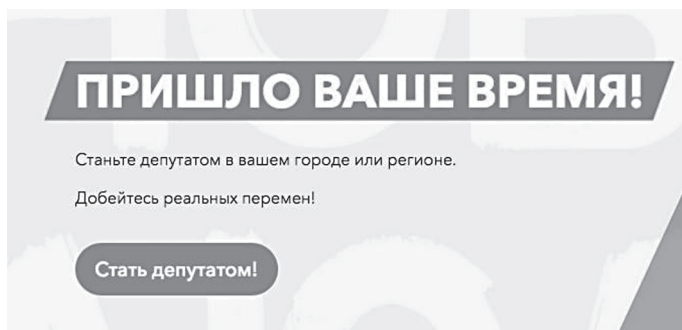 ПРИШЛО ВАШЕ ВРЕМЯ!
Станьте депутатом в вашем городе или регионе.
Добейтесь реальных перемен!
Стать депутатом!